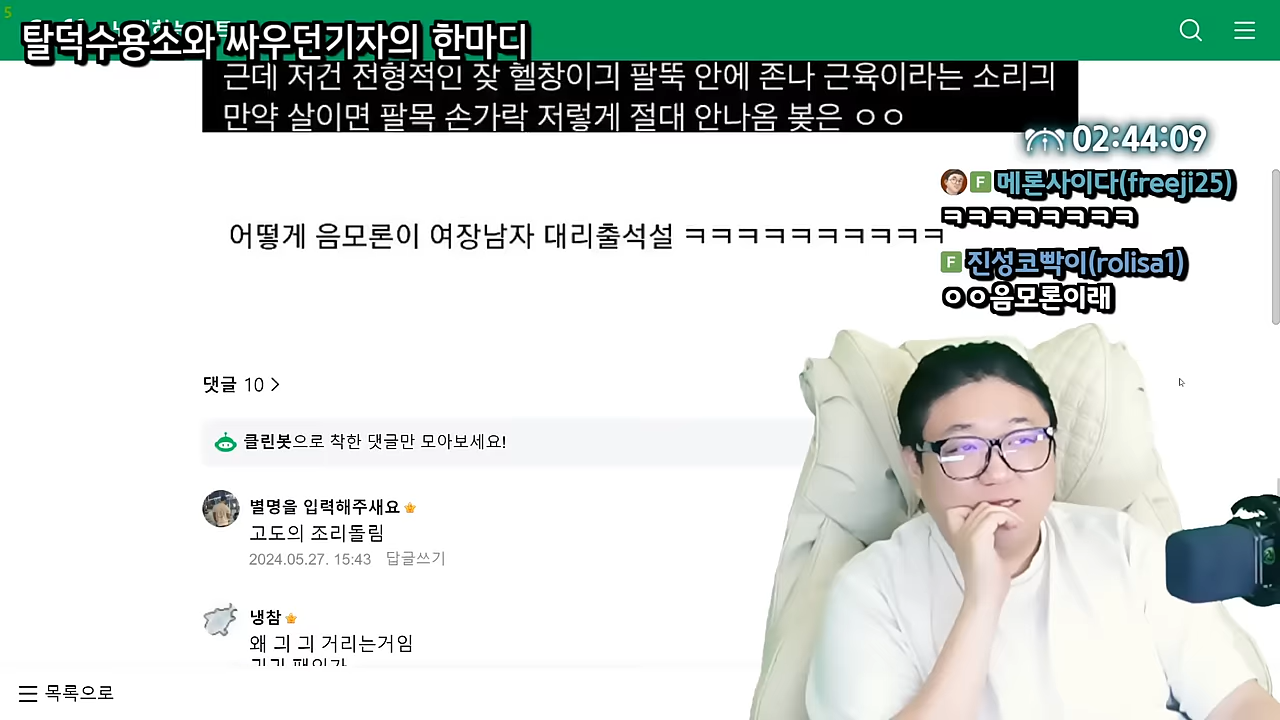 5
탈덕수용소와 싸우던기자의 한마디
근데 저건 전형적인 잦 헬창이긔 팔뚝 안에 존나 근육이라는 소리긔
만약 살이면 팔목 손가락 저렇게 절대 안나옴 봋은 ㅇㅇ
02:44:09
F 메론사이다(freeji25)
ㅋㅋㅋㅋㅋㅋㅋㅋ
어떻게 음모론이 여장남자 대리출석설 ㅋㅋㅋㅋㅋㅋㅋㅋㅋㅋ
F 진성코빡이(rolisa1)
ㅇㅇ음모론이래
댓글 10 >
클린봇으로 착한 댓글만 모아보세요!
별명을 입력해주새요
고도의 조리돌림
2024.05.27. 15:43 답글쓰기
냉참
왜 긔 긔 거리는거임
목록으로